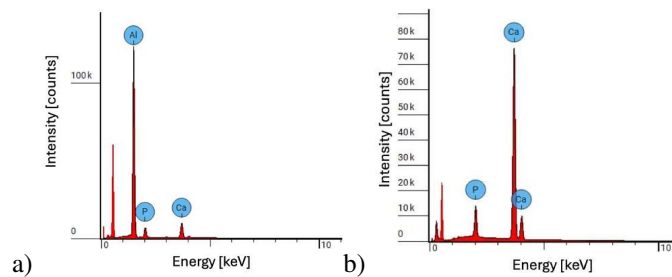 a)
Intensity [counts]
100 k
Al
P
Ca
0
10
Energy [keV]
b)
Intensity [counts]
80 k
70 k
60 k
50 k
40 k
30 k
20 k
10 k
0
P
Ca
Ca
0
10
Energy [keV]